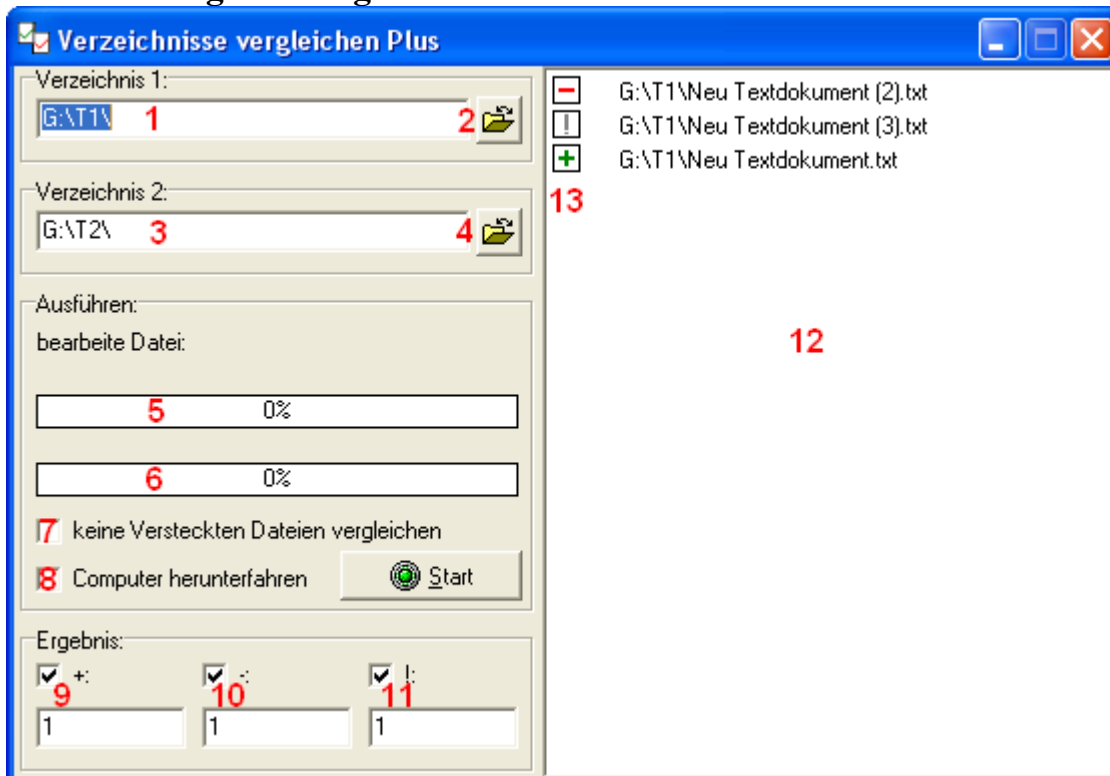 Verzeichnisse vergleichen Plus
Verzeichnis 1:
G:\T1\ 1 2
Verzeichnis 2:
G:\T2\ 3 4
Ausführen:
bearbeite Datei:
5 0%
6 0%
7 keine Versteckten Dateien vergleichen
8 Computer herunterfahren Start
Ergebnis:
+: -: !:
9 10 11
1 1 1
- G:\T1\Neu Textdokument (2).txt
! G:\T1\Neu Textdokument (3).txt
+ G:\T1\Neu Textdokument.txt
13
12